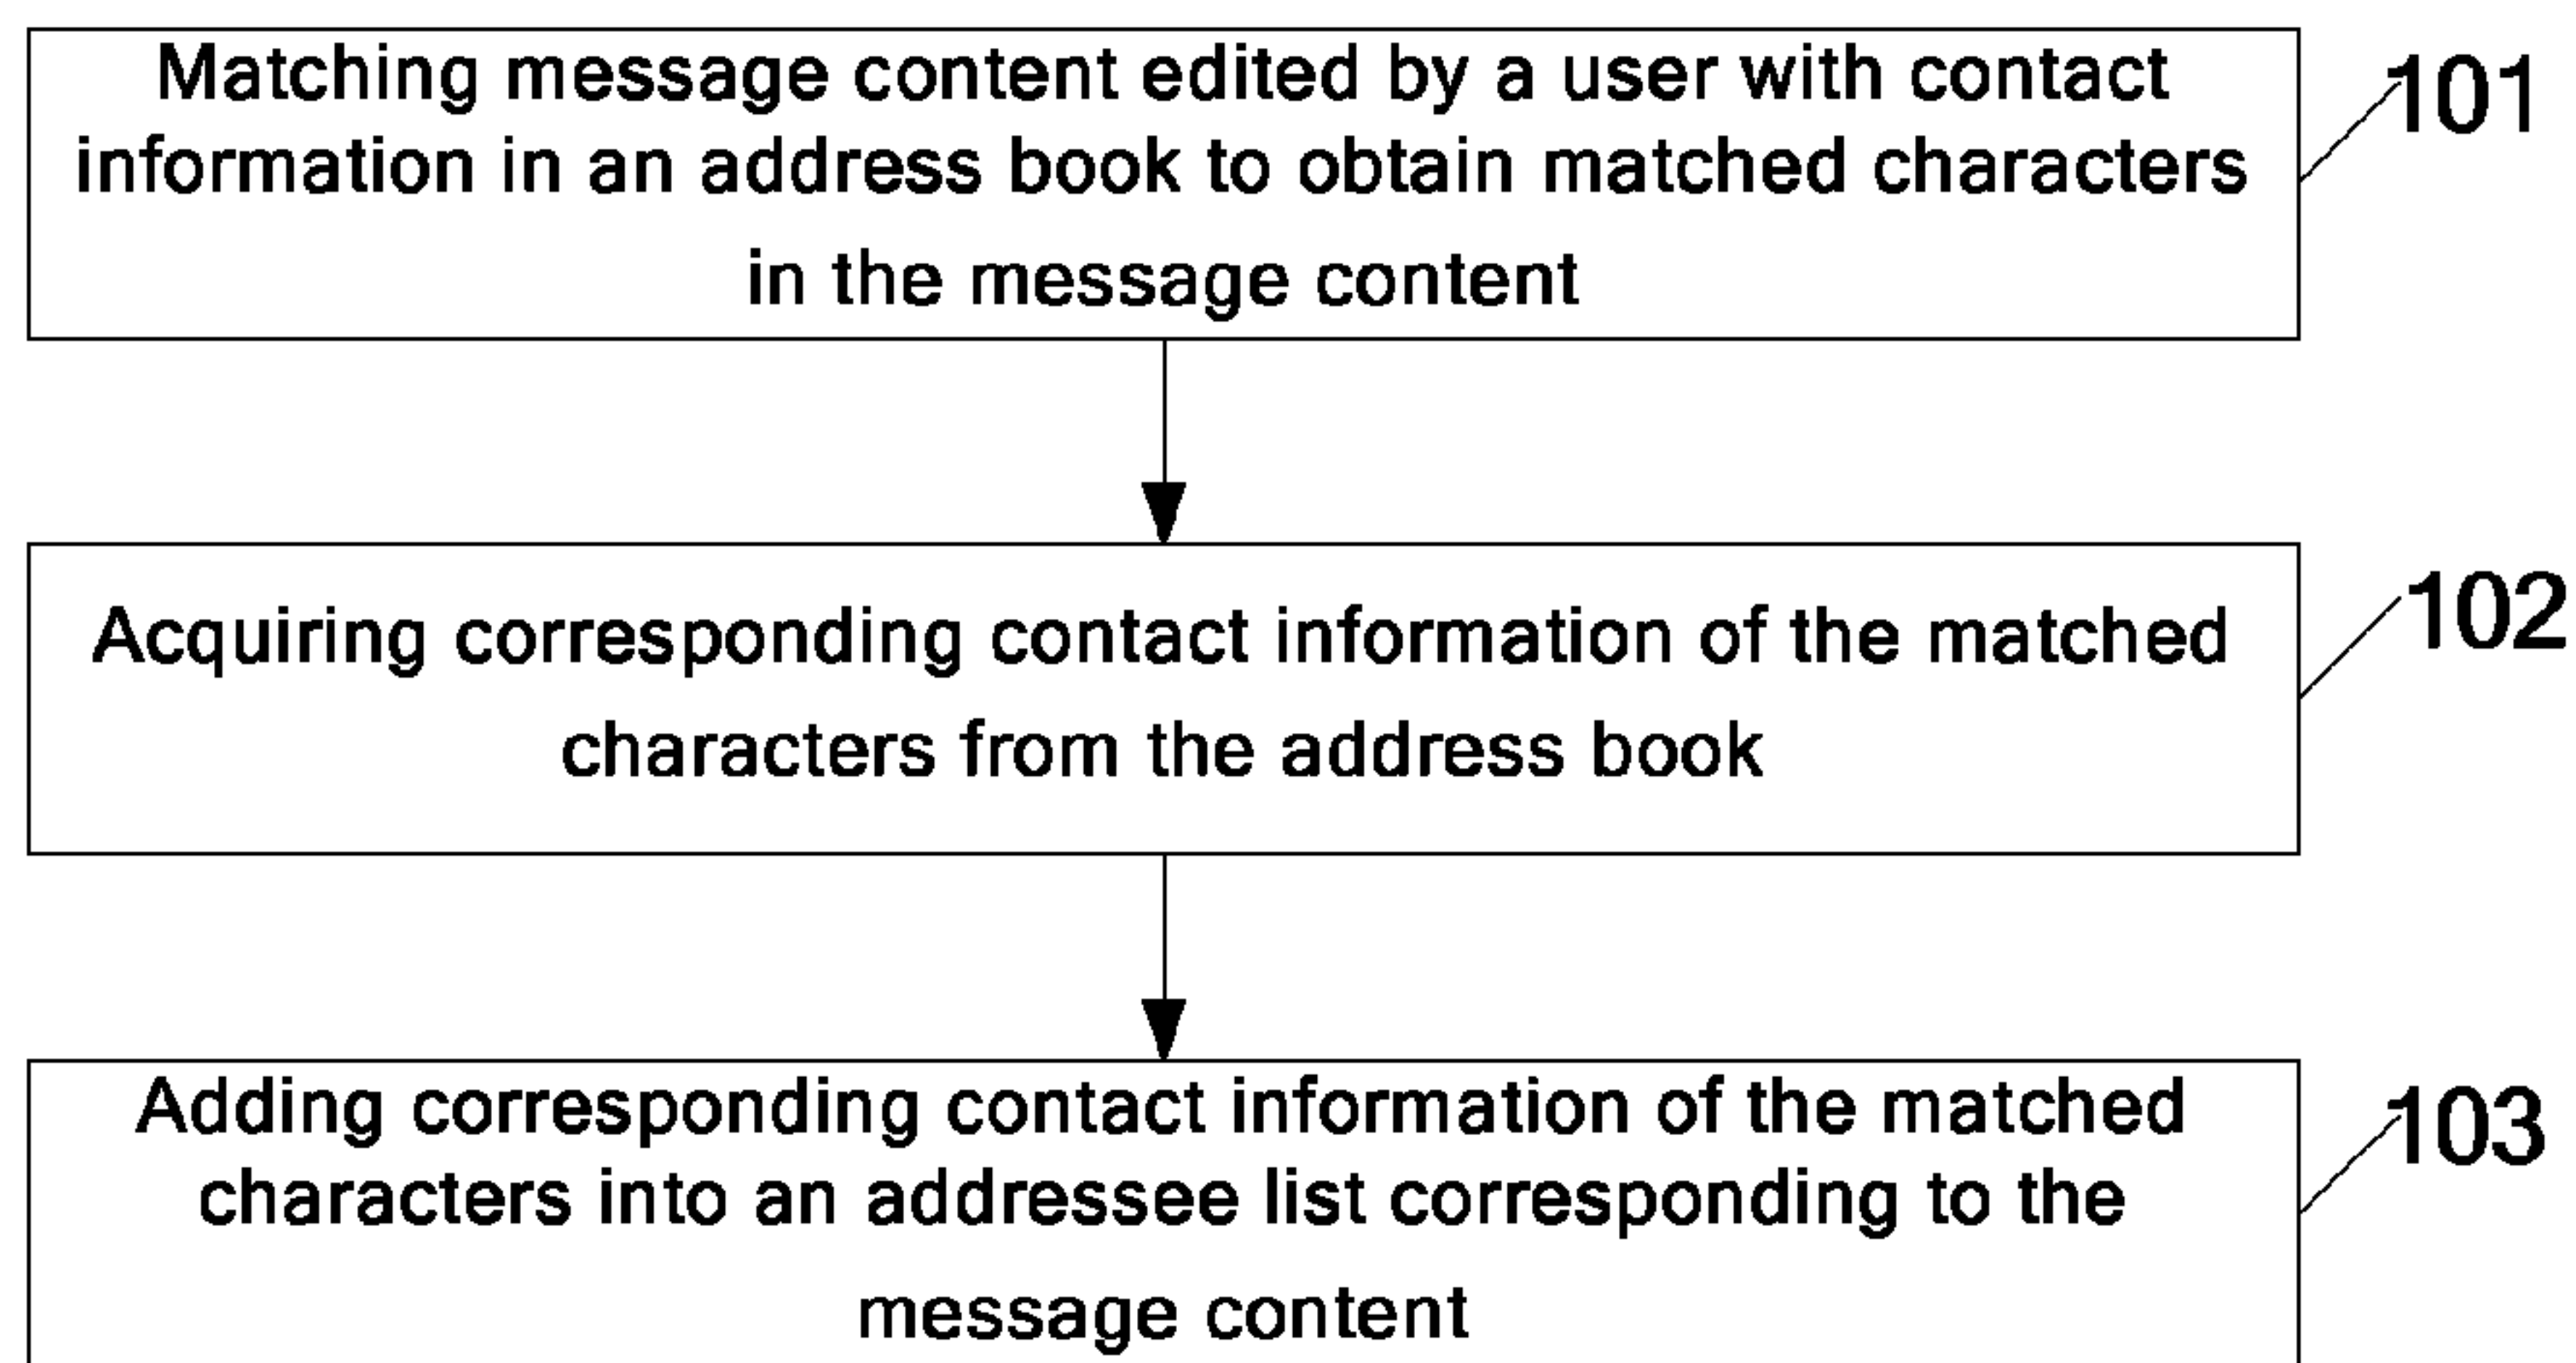 Matching message content edited by a user with contact
information in an address book to obtain matched characters
in the message content
101
Acquiring corresponding contact information of the matched
characters from the address book
102
Adding corresponding contact information of the matched
characters into an addressee list corresponding to the
message content
103